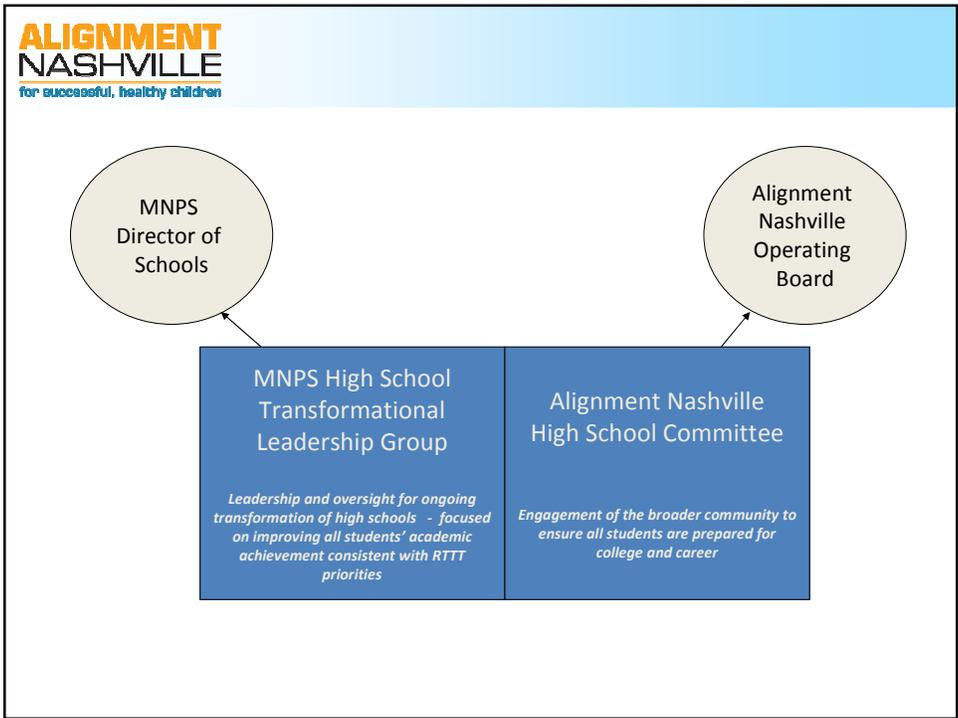 ALIGNMENT
NASHVILLE
for successful, healthy children
MNPS
Director of
Schools
Alignment
Nashville
Operating
Board
MNPS High School
Transformational
Leadership Group
Leadership and oversight for ongoing
transformation of high schools - focused
on improving all students' academic
achievement consistent with RTTT
priorities
Alignment Nashville
High School Committee
Engagement of the broader community to
ensure all students are prepared for
college and career